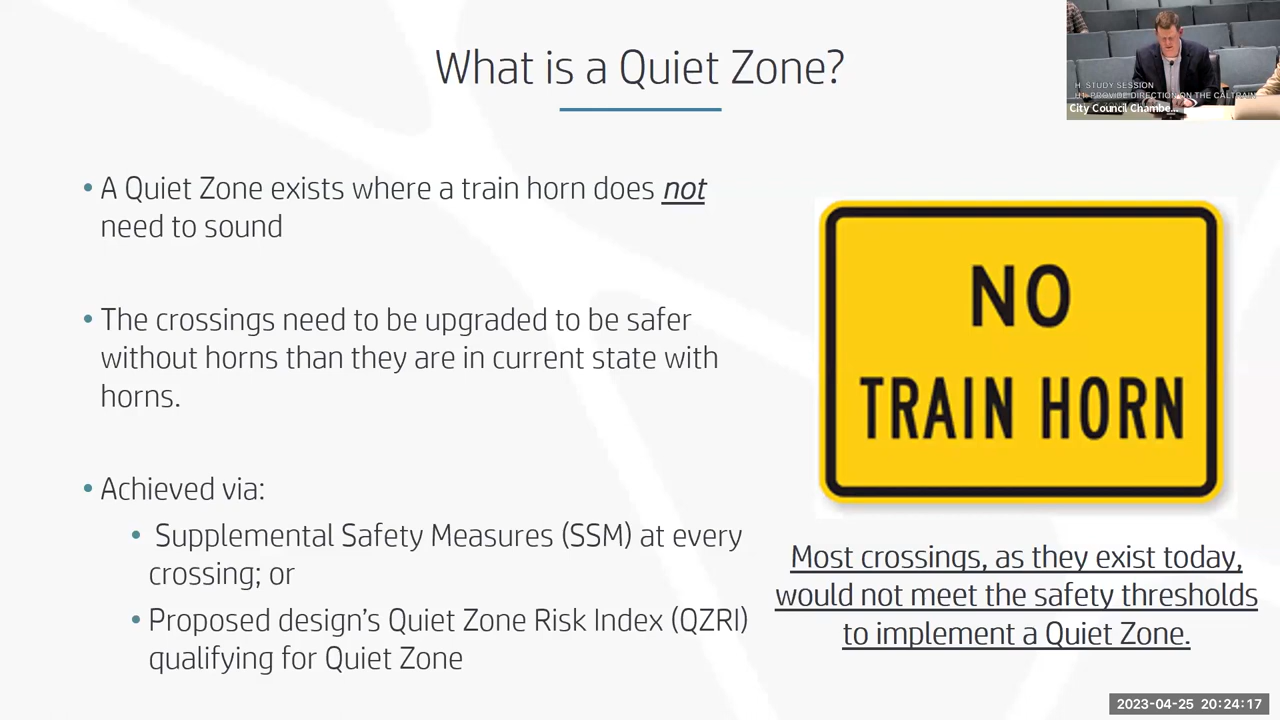 What is a Quiet Zone?
H. STUDY SESSION
H1. PROVIDE DIRECTION ON THE CALTRAIN
City Council Chambe...
• A Quiet Zone exists where a train horn does not
need to sound
• The crossings need to be upgraded to be safer
without horns than they are in current state with
horns.
• Achieved via:
• Supplemental Safety Measures (SSM) at every
crossing; or
• Proposed design's Quiet Zone Risk Index (QZRI)
qualifying for Quiet Zone
NO
TRAIN HORN
Most crossings, as they exist today,
would not meet the safety thresholds
to implement a Quiet Zone.
2023-04-25 20:24:17